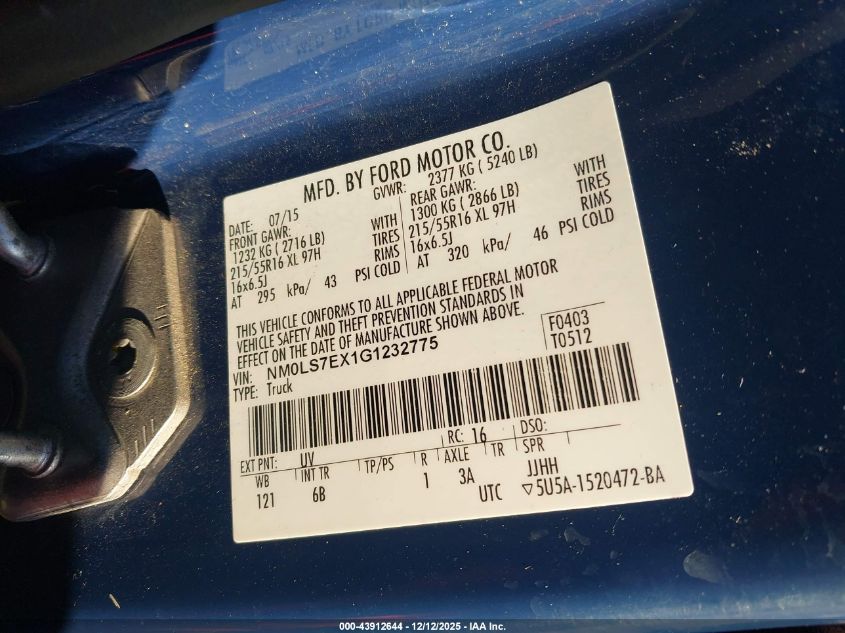 MFD. BY FORD MOTOR CO.
DATE: 07/15 GVWR: 2377 KG ( 5240 LB)
FRONT GAWR: REAR GAWR:
1232 KG ( 2716 LB) WITH 1300 KG ( 2866 LB) WITH
215/55R16 XL 97H TIRES 215/55R16 XL 97H TIRES
16x6.5J RIMS 16x6.5J RIMS
AT 295 kPa/ 43 PSI COLD AT 320 kPa/ 46 PSI COLD
THIS VEHICLE CONFORMS TO ALL APPLICABLE FEDERAL MOTOR
VEHICLE SAFETY AND THEFT PREVENTION STANDARDS IN
EFFECT ON THE DATE OF MANUFACTURE SHOWN ABOVE.
VIN: NM0LS7EX1G1232775 F0403
TYPE: Truck T0512
EXT PNT: UV RC: 16 DSO:
WB INT TR TP/PS R AXLE TR SPR
121 6B 1 3A JJHH
UTC ▽5U5A-1520472-BA
000-43912644 / 12/12/2025 - IAA Inc.